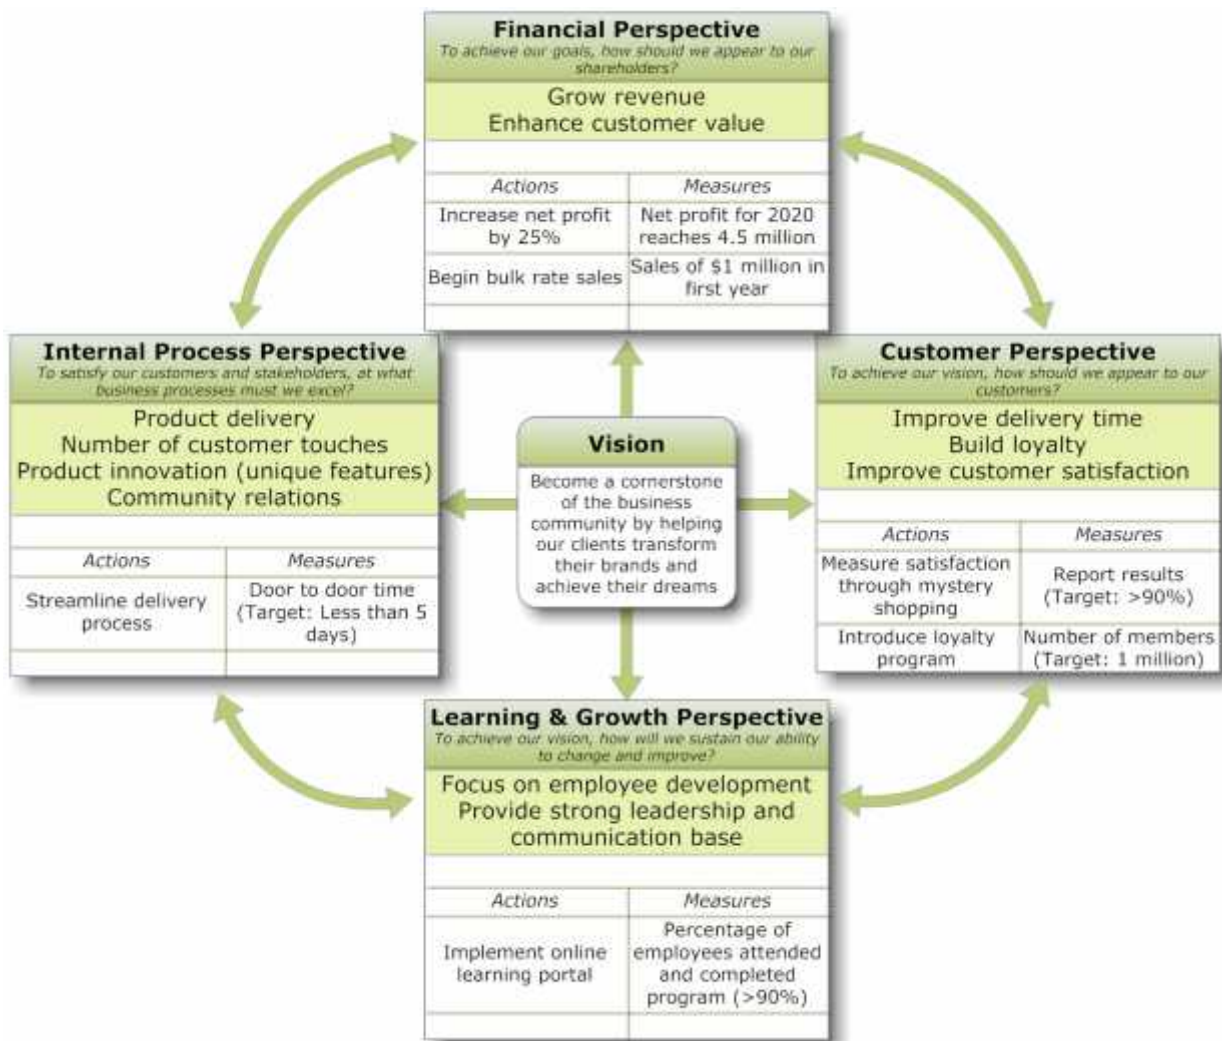 Financial Perspective
To achieve our goals, how should we appear to our
shareholders?
Grow revenue
Enhance customer value
Actions
Measures
Increase net profit
by 25%
Net profit for 2020
reaches 4.5 million
Begin bulk rate sales
Sales of $1 million in
first year
Internal Process Perspective
To satisfy our customers and stakeholders, at what
business processes must we excel?
Product delivery
Number of customer touches
Product innovation (unique features)
Community relations
Actions
Measures
Streamline delivery
process
Door to door time
(Target: Less than 5
days)
Vision
Become a cornerstone
of the business
community by helping
our clients transform
their brands and
achieve their dreams
Customer Perspective
To achieve our vision, how should we appear to our
customers?
Improve delivery time
Build loyalty
Improve customer satisfaction
Actions
Measures
Measure satisfaction
through mystery
shopping
Report results
(Target: >90%)
Introduce loyalty
program
Number of members
(Target: 1 million)
Learning & Growth Perspective
To achieve our vision, how will we sustain our ability
to change and improve?
Focus on employee development
Provide strong leadership and
communication base
Actions
Measures
Implement online
learning portal
Percentage of
employees attended
and completed
program (>90%)